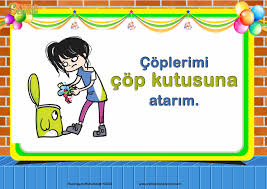 Çöplerimi
çöp kutusuna
atarım.